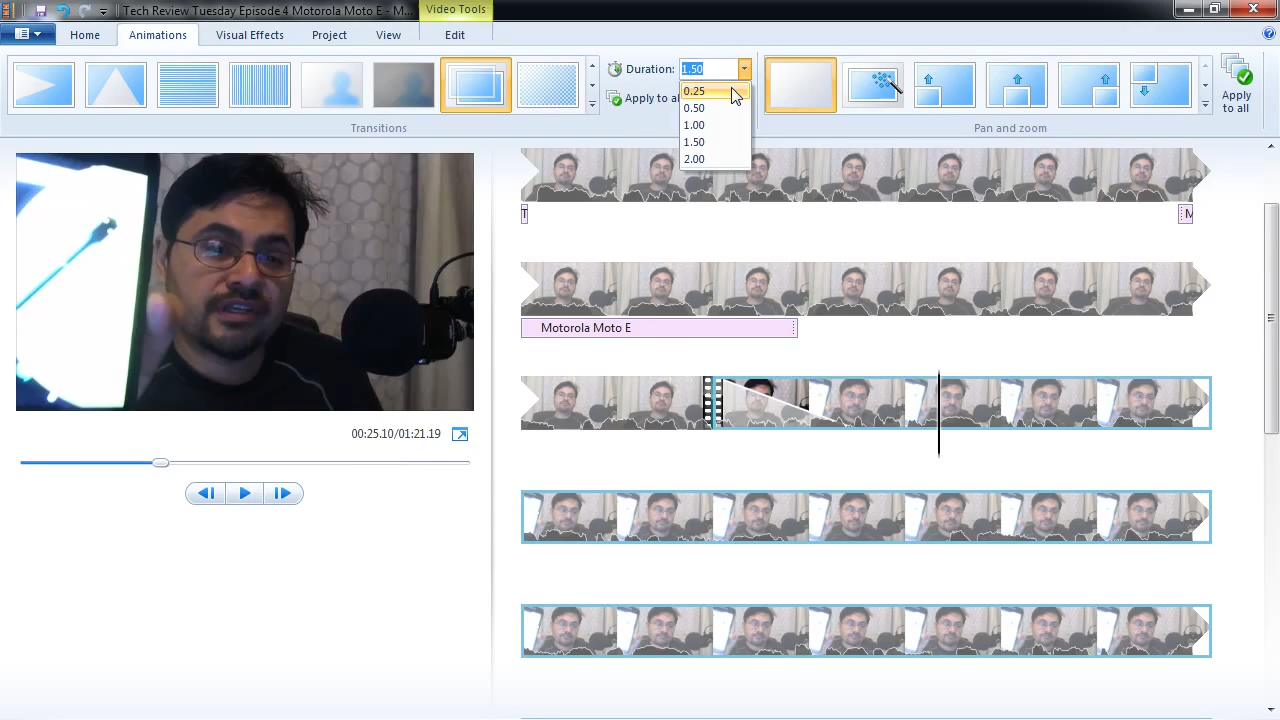 Tech Review Tuesday Episode 4 Motorola Moto E - M...
Video Tools
Home
Animations
Visual Effects
Project
View
Edit
Duration:
1.50
Apply to al
0.25
0.50
1.00
1.50
2.00
Apply
to all
Transitions
Pan and zoom
T
M
Motorola Moto E
00:25.10/01:21.19